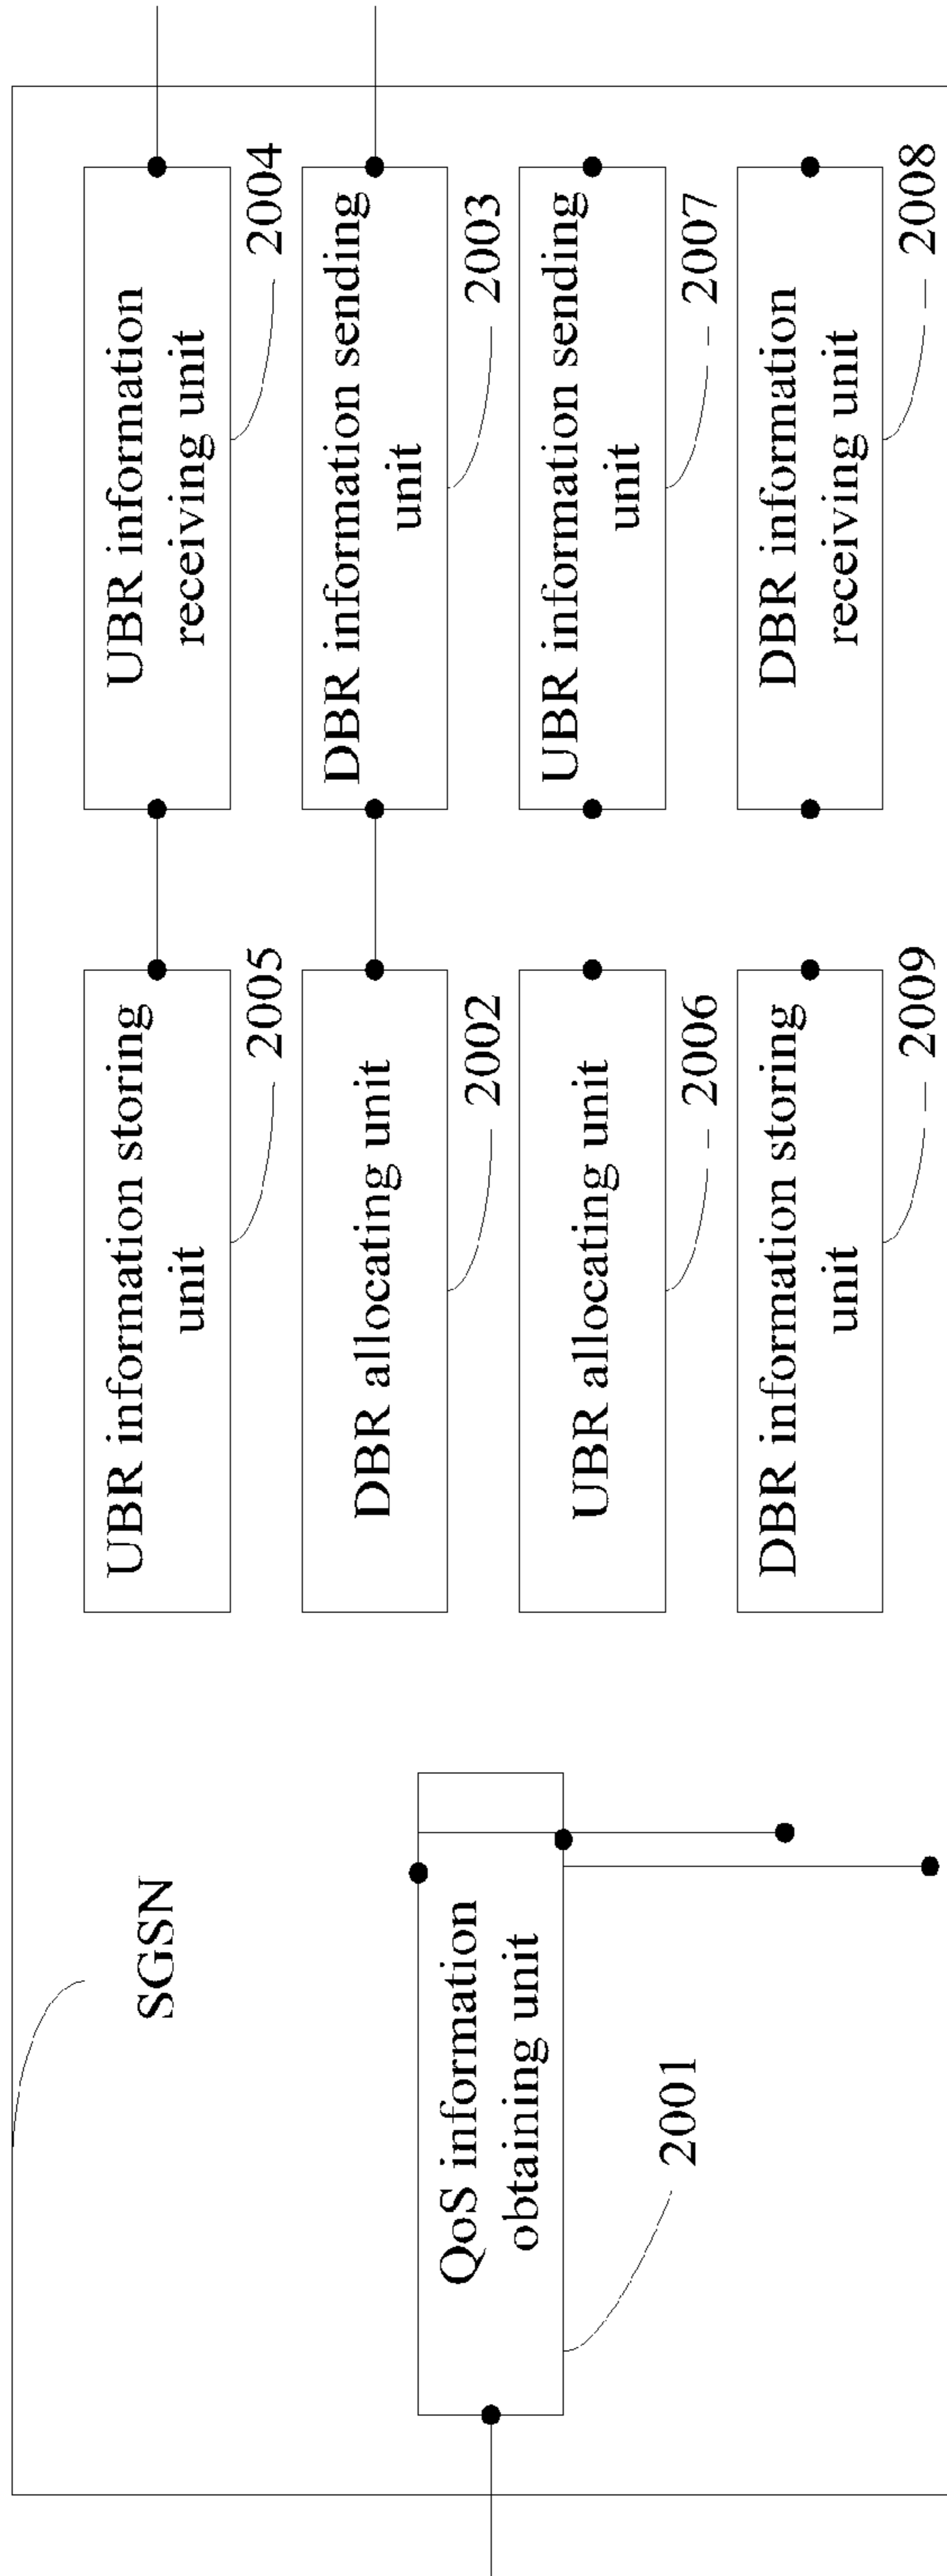 SGSN
QoS information
obtaining unit
2001
UBR information storing
unit
2005
UBR information
receiving unit
2004
DBR allocating unit
2002
DBR information sending
unit
2003
UBR allocating unit
2006
UBR information sending
unit
2007
DBR information storing
unit
2009
DBR information
receiving unit
2008